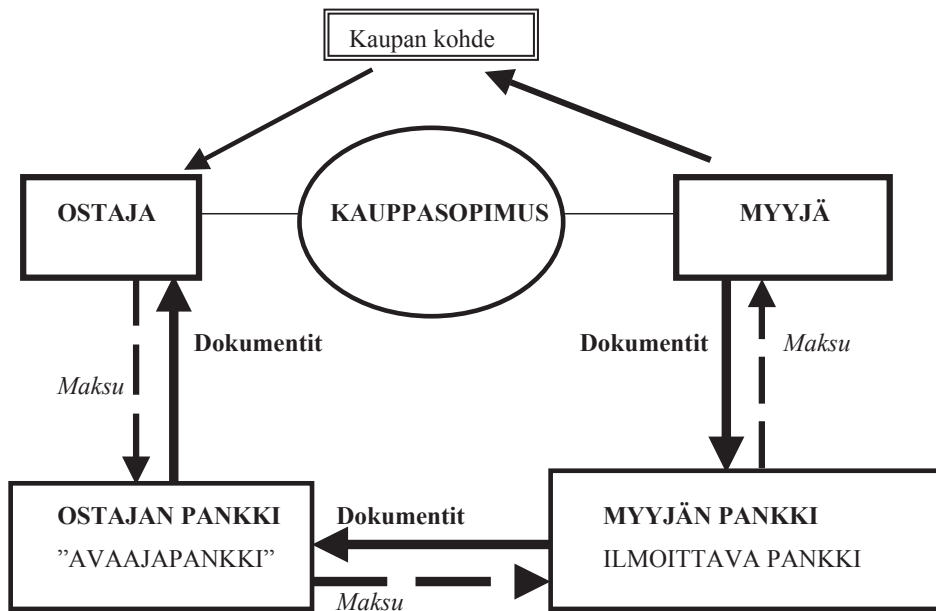 Kaupan kohde
OSTAJA
KAUPPASOPIMUS
MYYJÄ
Dokumentit
Dokumentit
Maksu
Maksu
OSTAJAN PANKKI
”AVAAJAPANKKI”
Dokumentit
Maksu
MYYJÄN PANKKI
ILMOITTAVA PANKKI